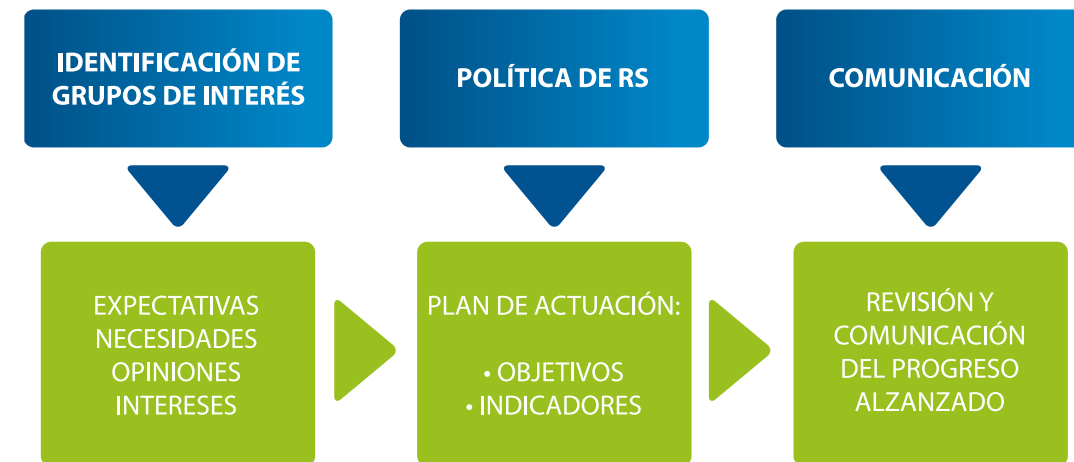 IDENTIFICACIÓN DE
GRUPOS DE INTERÉS
POLÍTICA DE RS
COMUNICACIÓN
EXPECTATIVAS
NECESIDADES
OPINIONES
INTERESES
PLAN DE ACTUACIÓN:
• OBJETIVOS
• INDICADORES
REVISIÓN Y
COMUNICACIÓN
DEL PROGRESO
ALZANZADO